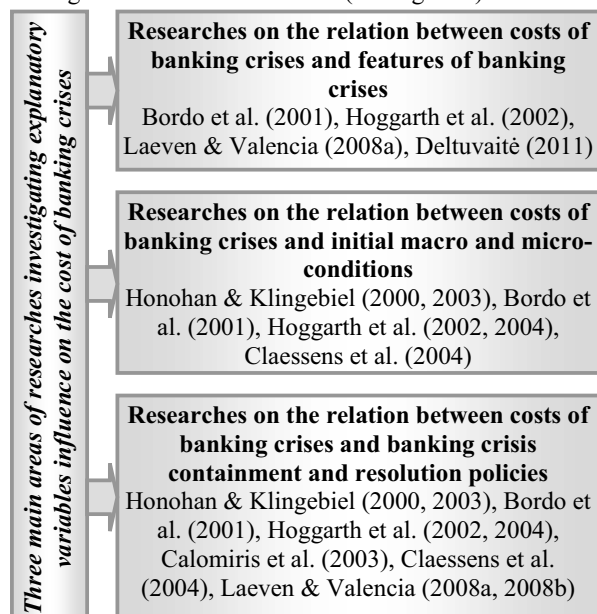 Three main areas of researches investigating explanatory
variables influence on the cost of banking crises
Researches on the relation between costs of
banking crises and features of banking
crises
Bordo et al. (2001), Hoggarth et al. (2002),
Laeven & Valencia (2008a), Deltuvaitė (2011)
Researches on the relation between costs of
banking crises and initial macro and micro-
conditions
Honohan & Klingebiel (2000, 2003), Bordo et
al. (2001), Hoggarth et al. (2002, 2004),
Claessens et al. (2004)
Researches on the relation between costs of
banking crises and banking crisis
containment and resolution policies
Honohan & Klingebiel (2000, 2003), Bordo et
al. (2001), Hoggarth et al. (2002, 2004),
Calomiris et al. (2003), Claessens et al.
(2004), Laeven & Valencia (2008a, 2008b)